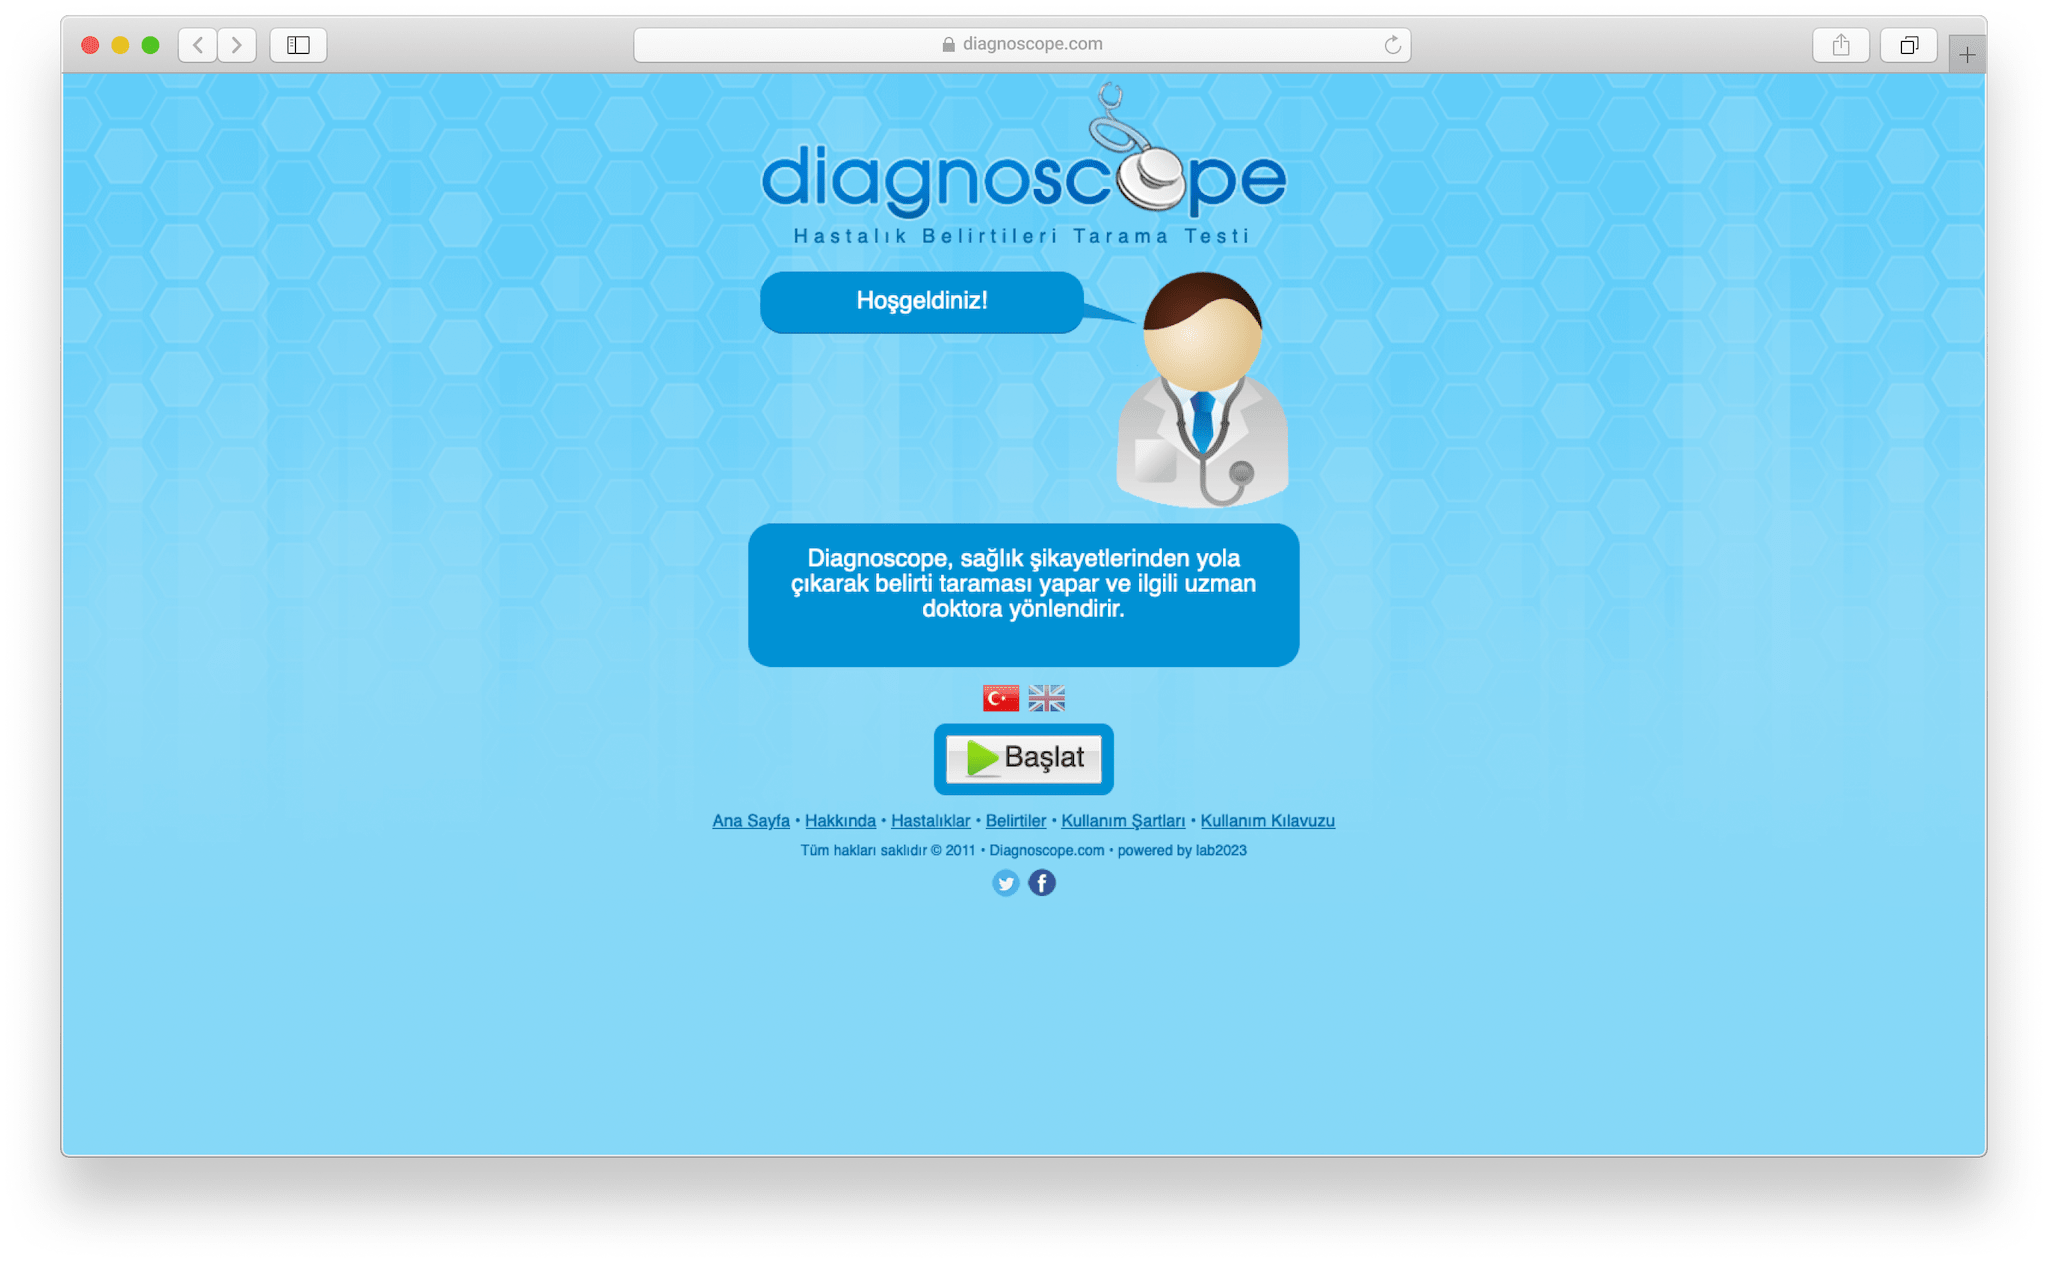 diagnoscope.com
diagnoscope
Hastalık Belirtileri Tarama Testi
Hoşgeldiniz!
Diagnoscope, sağlık şikayetlerinden yola
çıkarak belirti taraması yapar ve ilgili uzman
doktora yönlendirir.
Başlat
Ana Sayfa • Hakkında • Hastalıklar • Belirtiler • Kullanım Şartları • Kullanım Kılavuzu
Tüm hakları saklıdır © 2011 • Diagnoscope.com • powered by lab2023